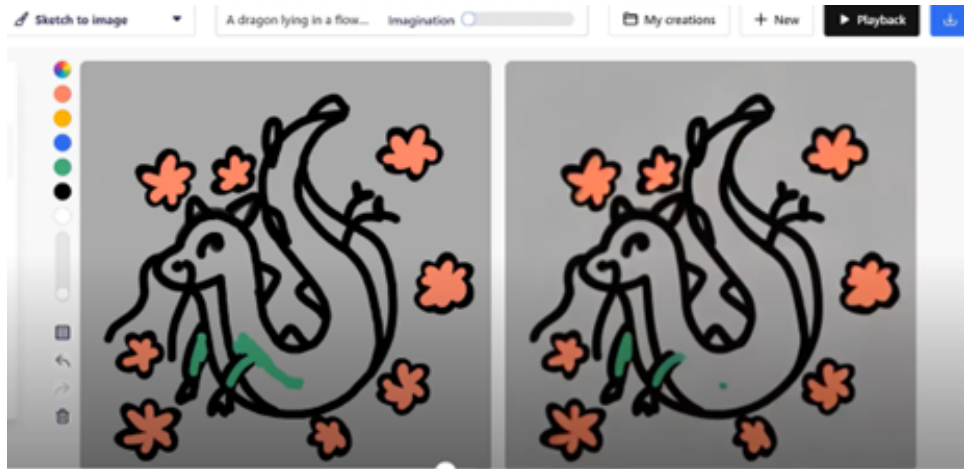 Sketch to image
A dragon lying in a flow...
Imagination
My creations
+ New
Playback